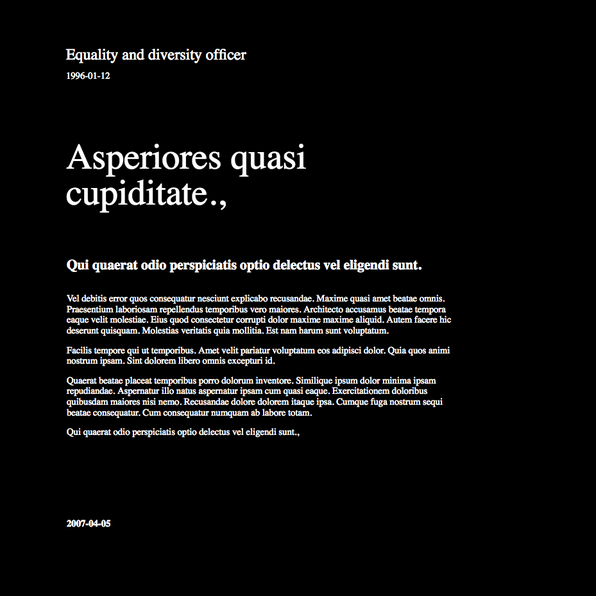 Equality and diversity officer
1996-01-12
Asperiores quasi
cupiditate.,
Qui quaerat odio perspiciatis optio delectus vel eligendi sunt.
Vel debitis error quos consequatur nesciunt explicabo recusandae. Maxime quasi amet beatae omnis.
Praesentium laboriosam repellendus temporibus vero maiores. Architecto accusamus beatae tempora
eaque velit molestiae. Eius quod consectetur corrupti dolor maxime maxime aliquid. Autem facere hic
deserunt quisquam. Molestias veritatis quia mollitia. Est nam harum sunt voluptatum.
Facilis tempore qui ut temporibus. Amet velit pariatur voluptatum eos adipisci dolor. Quia quos animi
nostrum ipsam. Sint dolorem libero omnis excepturi id.
Quaerat beatae placeat temporibus porro dolorum inventore. Similique ipsum dolor minima ipsam
repudiandae. Aspernatur illo natus aspernatur ipsam cum quasi eaque. Exercitationem doloribus
quibusdam maiores nisi nemo. Recusandae dolore dolorem itaque ipsa. Cumque fuga nostrum sequi
beatae consequatur. Cum consequatur numquam ab labore totam.
Qui quaerat odio perspiciatis optio delectus vel eligendi sunt.,
2007-04-05